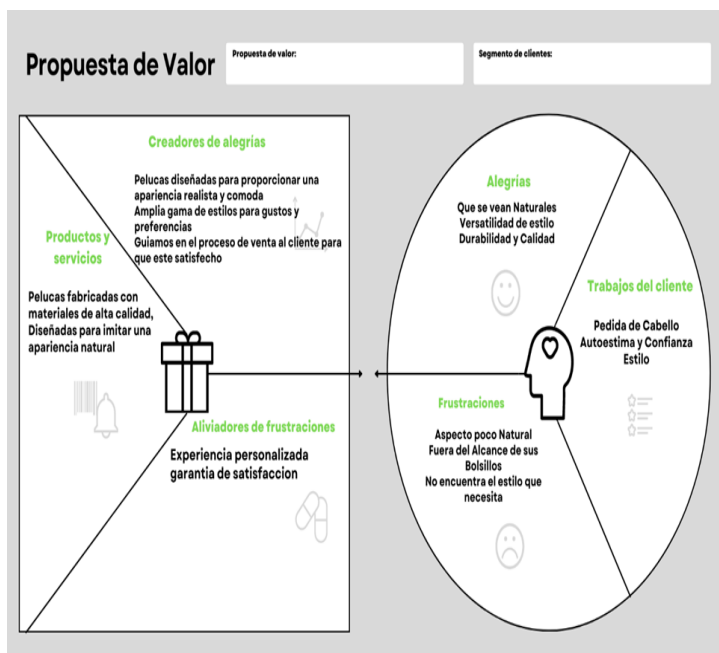 Propuesta de Valor
Propuesta de valor:
Segmento de clientes:
Creadores de alegrias
Pelucas diseñadas para proporcionar una
apariencia realista y comoda
Amplia gama de estilos para gustos y
preferencias
Guiamos en el proceso de venta al cliente para
que este satisfecho
Productos y
servicios
Pelucas fabricadas con
materiales de alta calidad,
Diseñadas para imitar una
apariencia natural
Aliviadores de frustraciones
Experiencia personalizada
garantia de satisfaccion
Alegrías
Que se vean Naturales
Versatilidad de estilo
Durabilidad y Calidad
Trabajos del cliente
Pedida de Cabello
Autoestima y Confianza
Estilo
Frustraciones
Aspecto poco Natural
Fuera del Alcance de sus
Bolsillos
No encuentra el estilo que
necesita